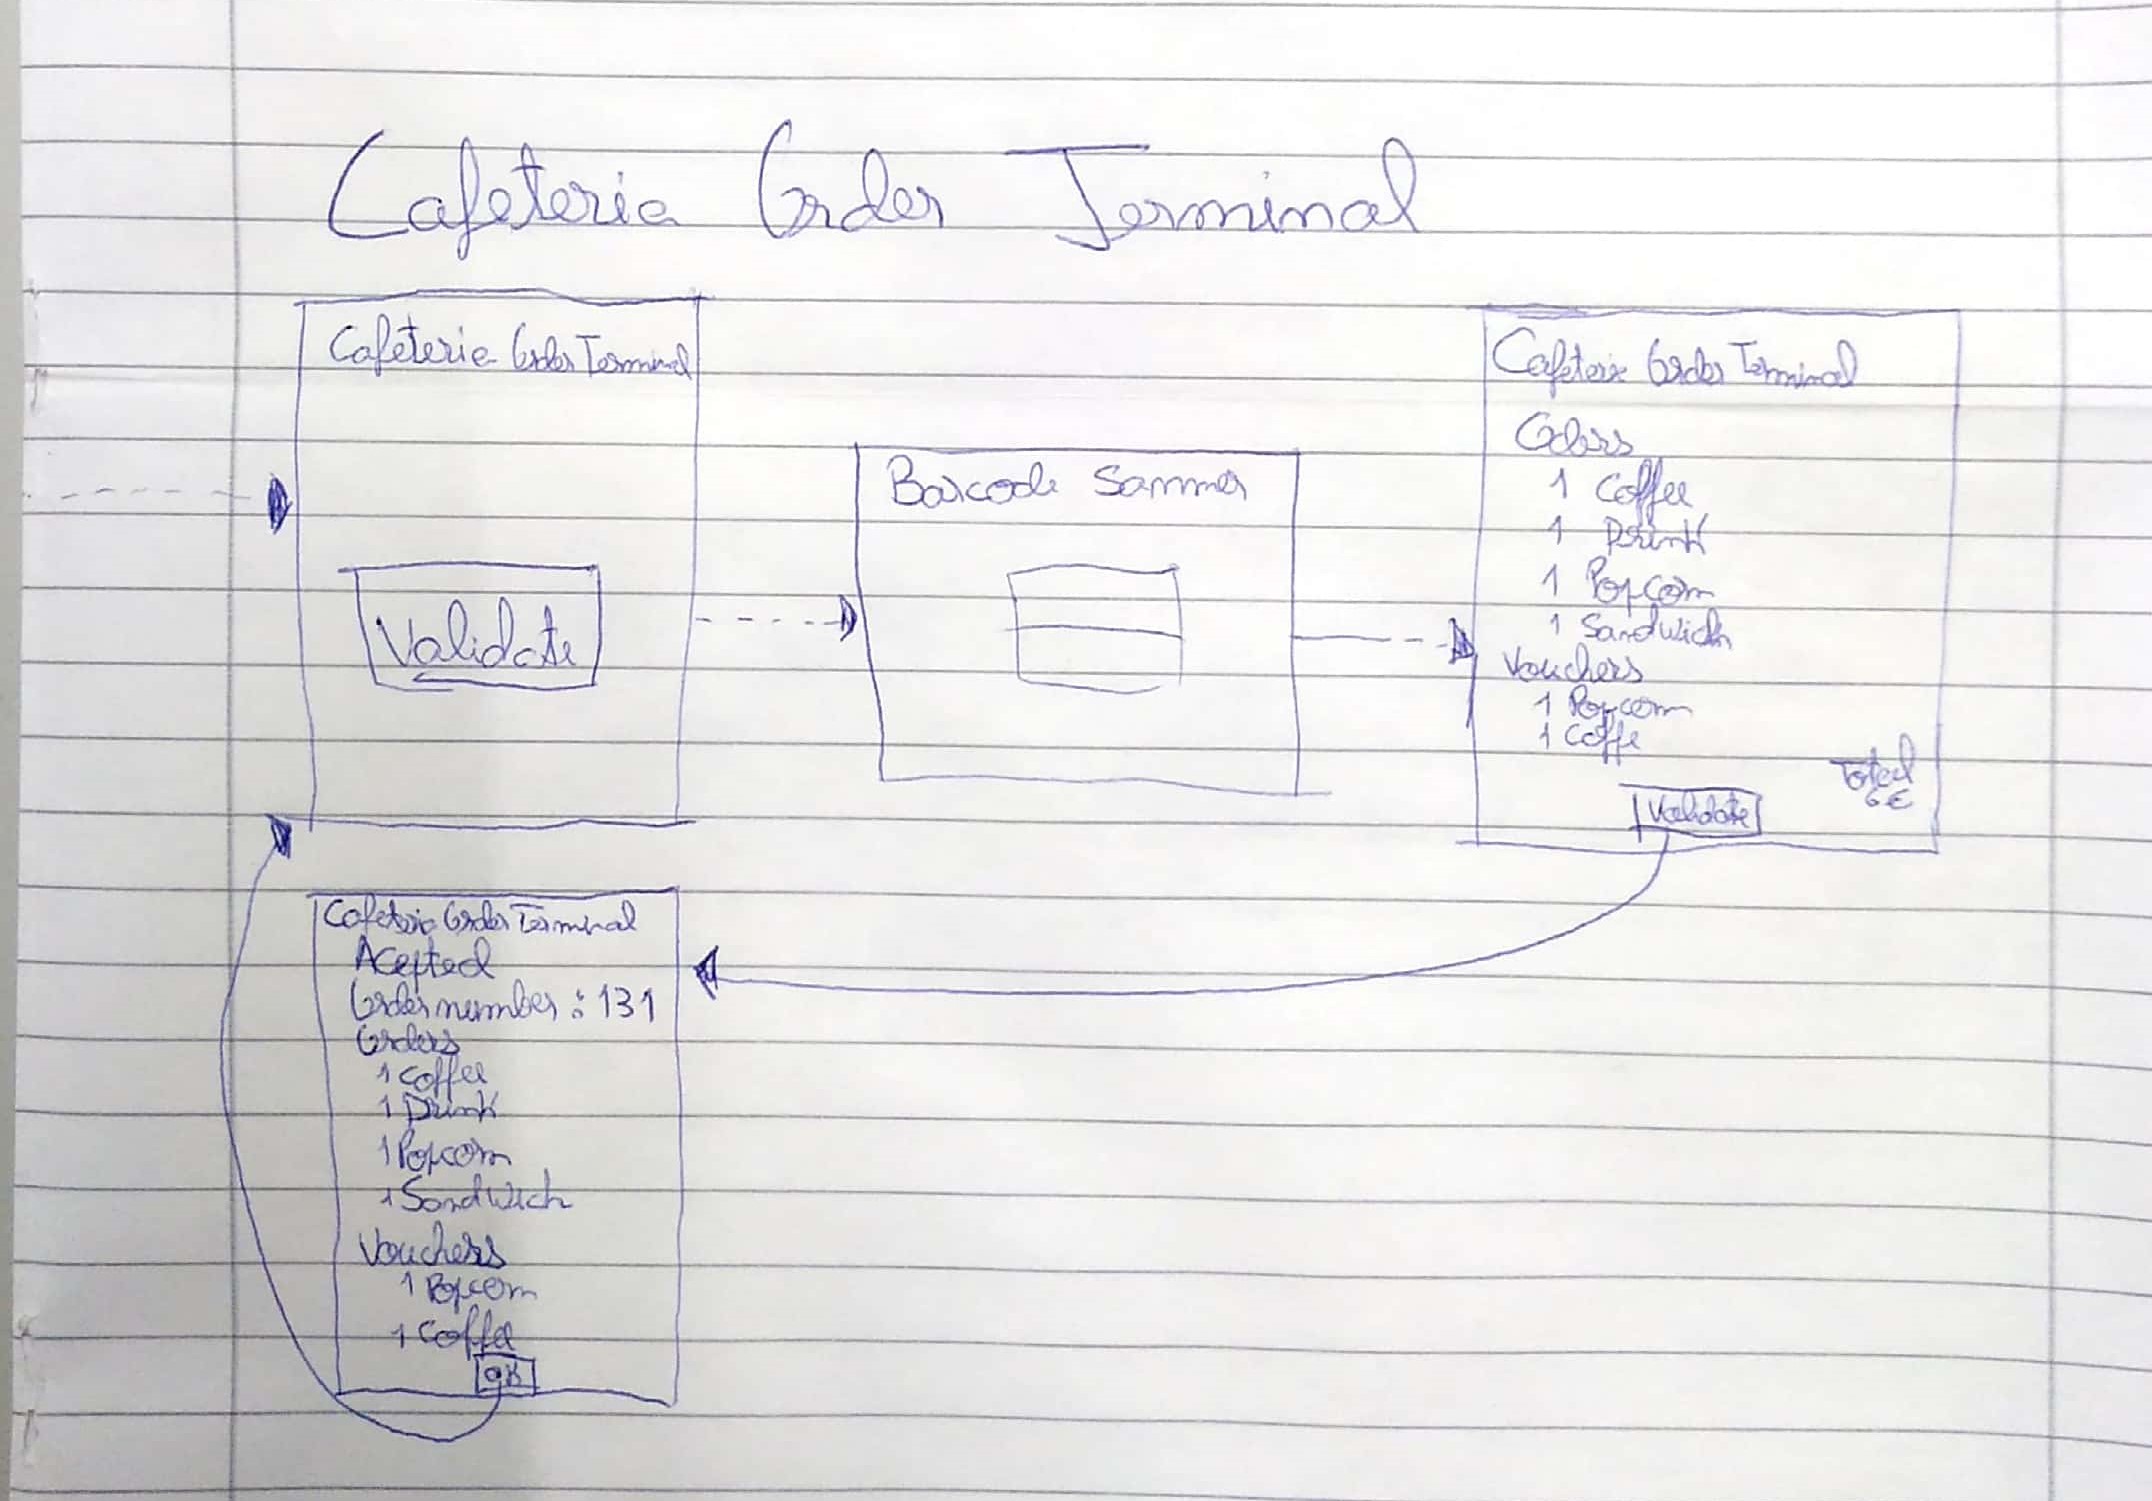 Cafeteria Order Terminal
Cafeteria Order Terminal
Validate
Barcode Sanner
Cafeteria Order Terminal
Orders
1 Coffee
1 Drink
1 Popcorn
1 Sandwich
Vouchers
1 Popcorn
1 Coffe
Total
6€
Validate
Cafeteria Order Terminal
Acepted
Order number : 131
Orders
1 Coffee
1 Drink
1 Popcorn
1 Sandwich
Vouchers
1 Popcorn
1 Coffee
OK